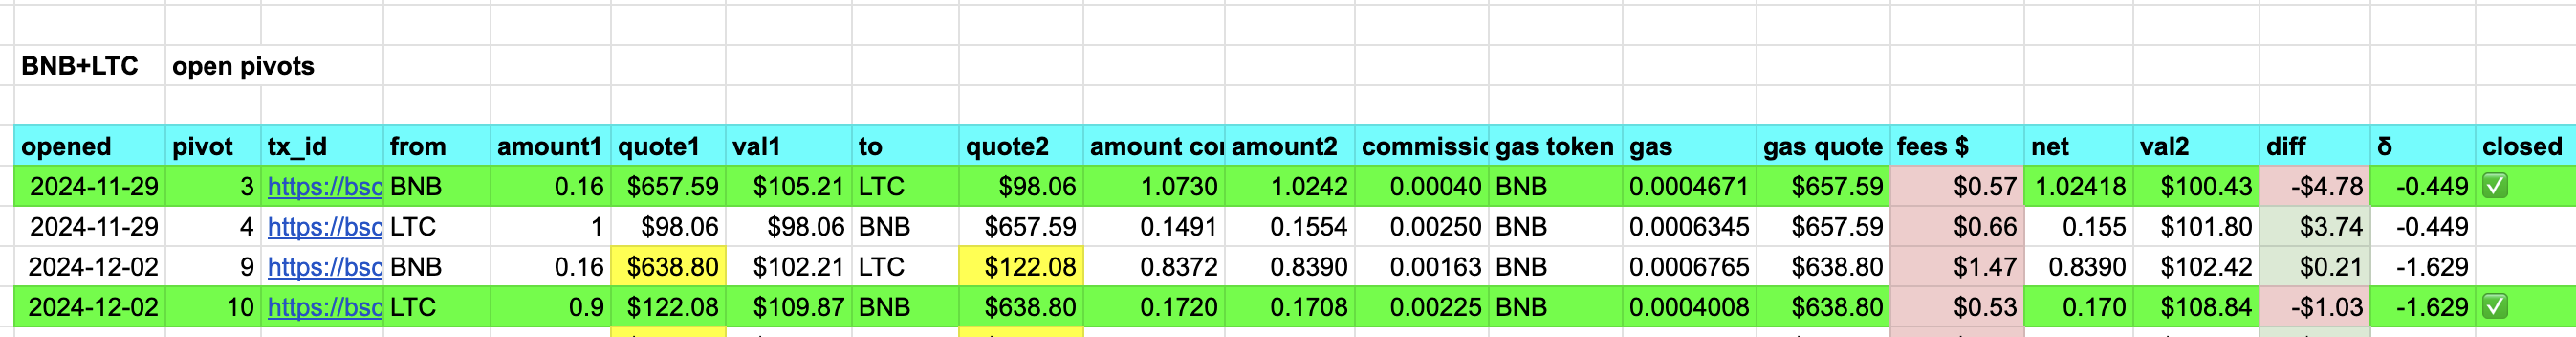 BNB+LTC open pivots
opened pivot tx_id from amount1 quote1 val1 to quote2 amount cor amount2 commissic gas token gas gas quote fees $ net val2 diff δ closed
2024-11-29 3 https://bsc BNB 0.16 $657.59 $105.21 LTC $98.06 1.0730 1.0242 0.00040 BNB 0.0004671 $657.59 $0.57 1.02418 $100.43 -$4.78 -0.449 ✅
2024-11-29 4 https://bsc LTC 1 $98.06 $98.06 BNB $657.59 0.1491 0.1554 0.00250 BNB 0.0006345 $657.59 $0.66 0.155 $101.80 $3.74 -0.449
2024-12-02 9 https://bsc BNB 0.16 $638.80 $102.21 LTC $122.08 0.8372 0.8390 0.00163 BNB 0.0006765 $638.80 $1.47 0.8390 $102.42 $0.21 -1.629
2024-12-02 10 https://bsc LTC 0.9 $122.08 $109.87 BNB $638.80 0.1720 0.1708 0.00225 BNB 0.0004008 $638.80 $0.53 0.170 $108.84 -$1.03 -1.629 ✅